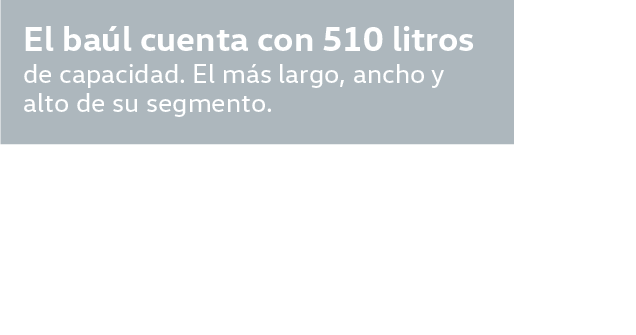 El baúl cuenta con 510 litros
de capacidad. El más largo, ancho y
alto de su segmento.